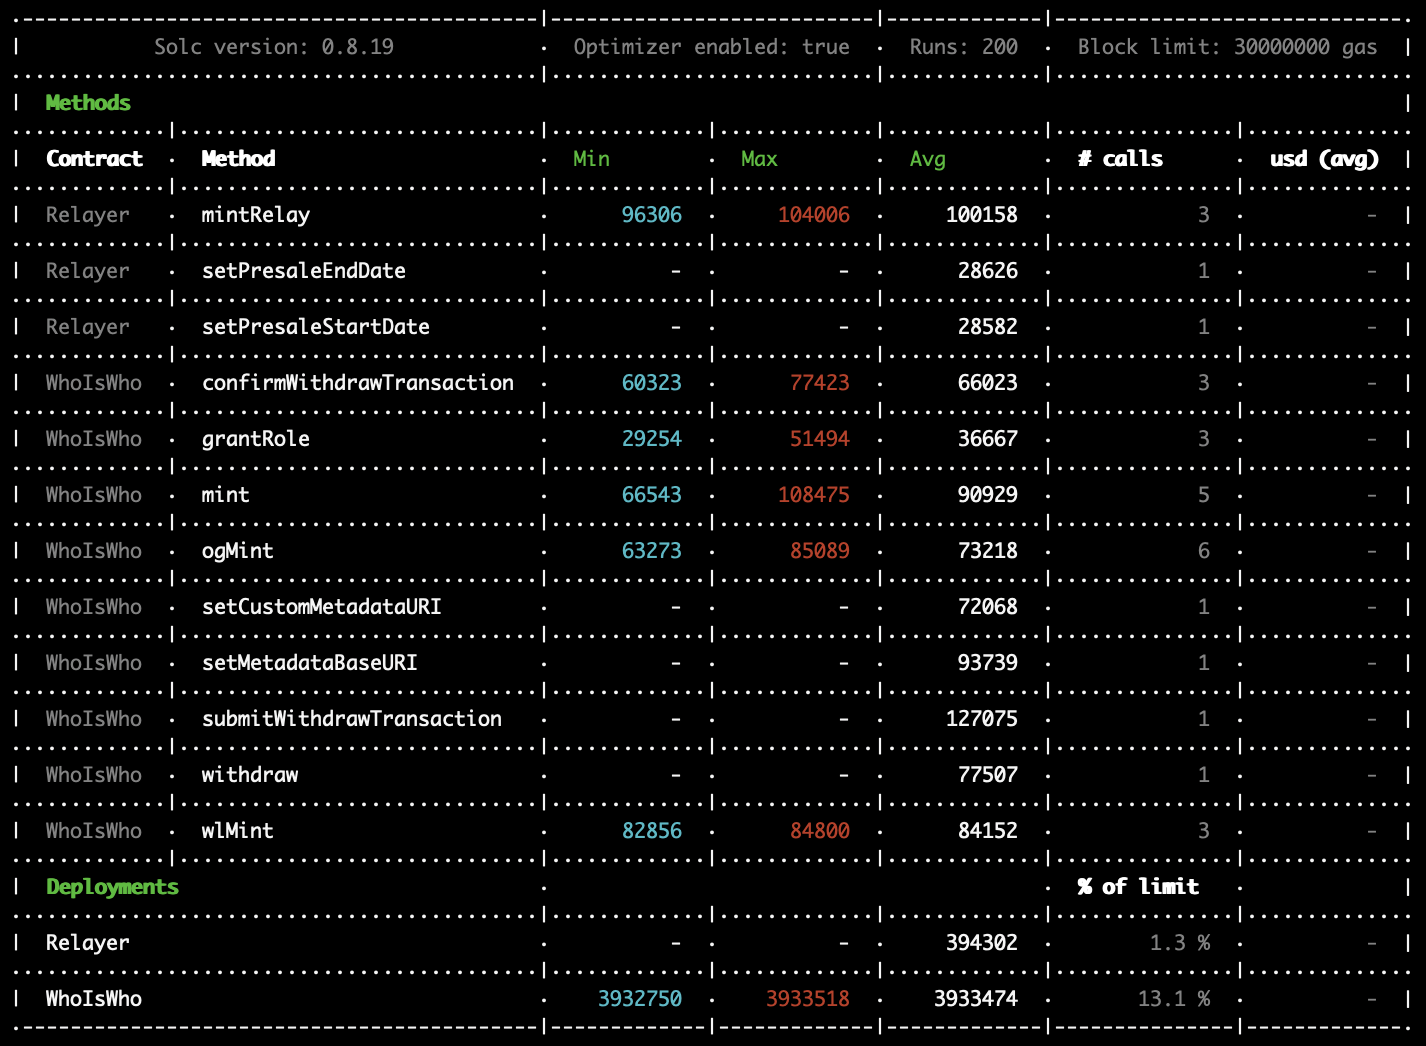 Solc version: 0.8.19 · Optimizer enabled: true · Runs: 200 · Block limit: 30000000 gas
Methods
Contract · Method · Min · Max · Avg · # calls · usd (avg)
Relayer · mintRelay · 96306 · 104006 · 100158 · 3 · -
Relayer · setPresaleEndDate · - · - · 28626 · 1 · -
Relayer · setPresaleStartDate · - · - · 28582 · 1 · -
WhoIsWho · confirmWithdrawTransaction · 60323 · 77423 · 66023 · 3 · -
WhoIsWho · grantRole · 29254 · 51494 · 36667 · 3 · -
WhoIsWho · mint · 66543 · 108475 · 90929 · 5 · -
WhoIsWho · ogMint · 63273 · 85089 · 73218 · 6 · -
WhoIsWho · setCustomMetadataURI · - · - · 72068 · 1 · -
WhoIsWho · setMetadataBaseURI · - · - · 93739 · 1 · -
WhoIsWho · submitWithdrawTransaction · - · - · 127075 · 1 · -
WhoIsWho · withdraw · - · - · 77507 · 1 · -
WhoIsWho · wlMint · 82856 · 84800 · 84152 · 3 · -
Deployments · · % of limit ·
Relayer · - · - · 394302 · 1.3 % · -
WhoIsWho · 3932750 · 3933518 · 3933474 · 13.1 % · -